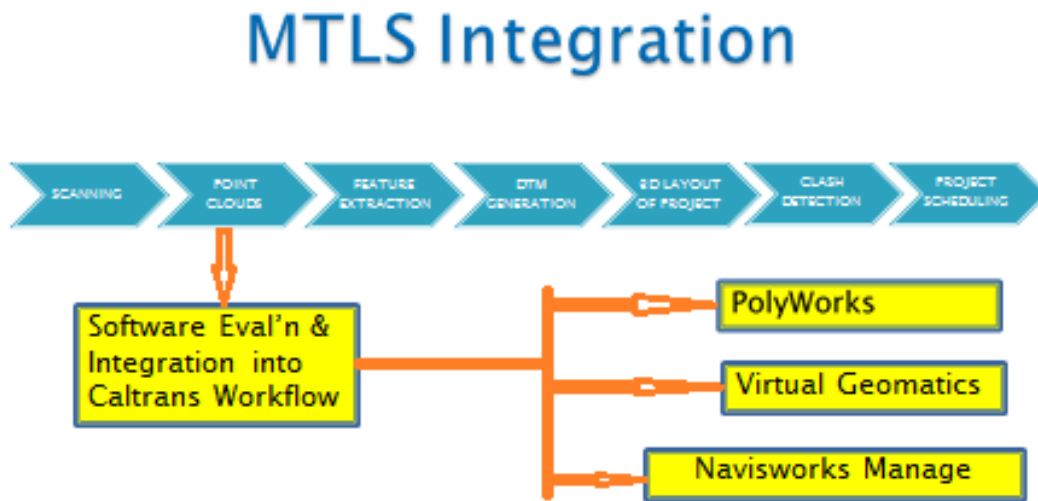 MTLS Integration
SCANNING
POINT
CLOUDS
FEATURE
EXTRACTION
DTM
GENERATION
3D LAYOUT
OF PROJECT
CLASH
DETECTION
PROJECT
SCHEDULING
Software Eval'n &
Integration into
Caltrans Workflow
PolyWorks
Virtual Geomatics
Navisworks Manage